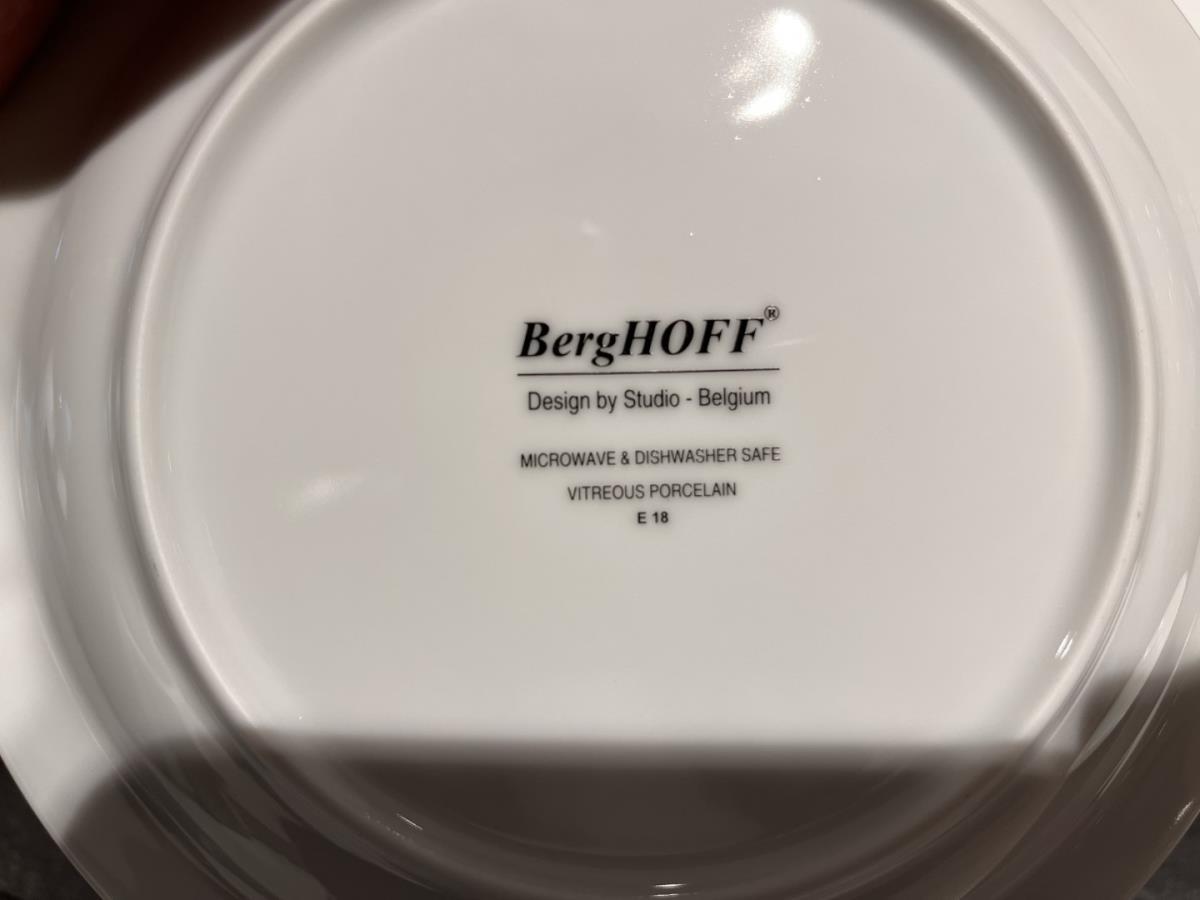 BergHOFF®
Design by Studio - Belgium
MICROWAVE & DISHWASHER SAFE
VITREOUS PORCELAIN
E 18